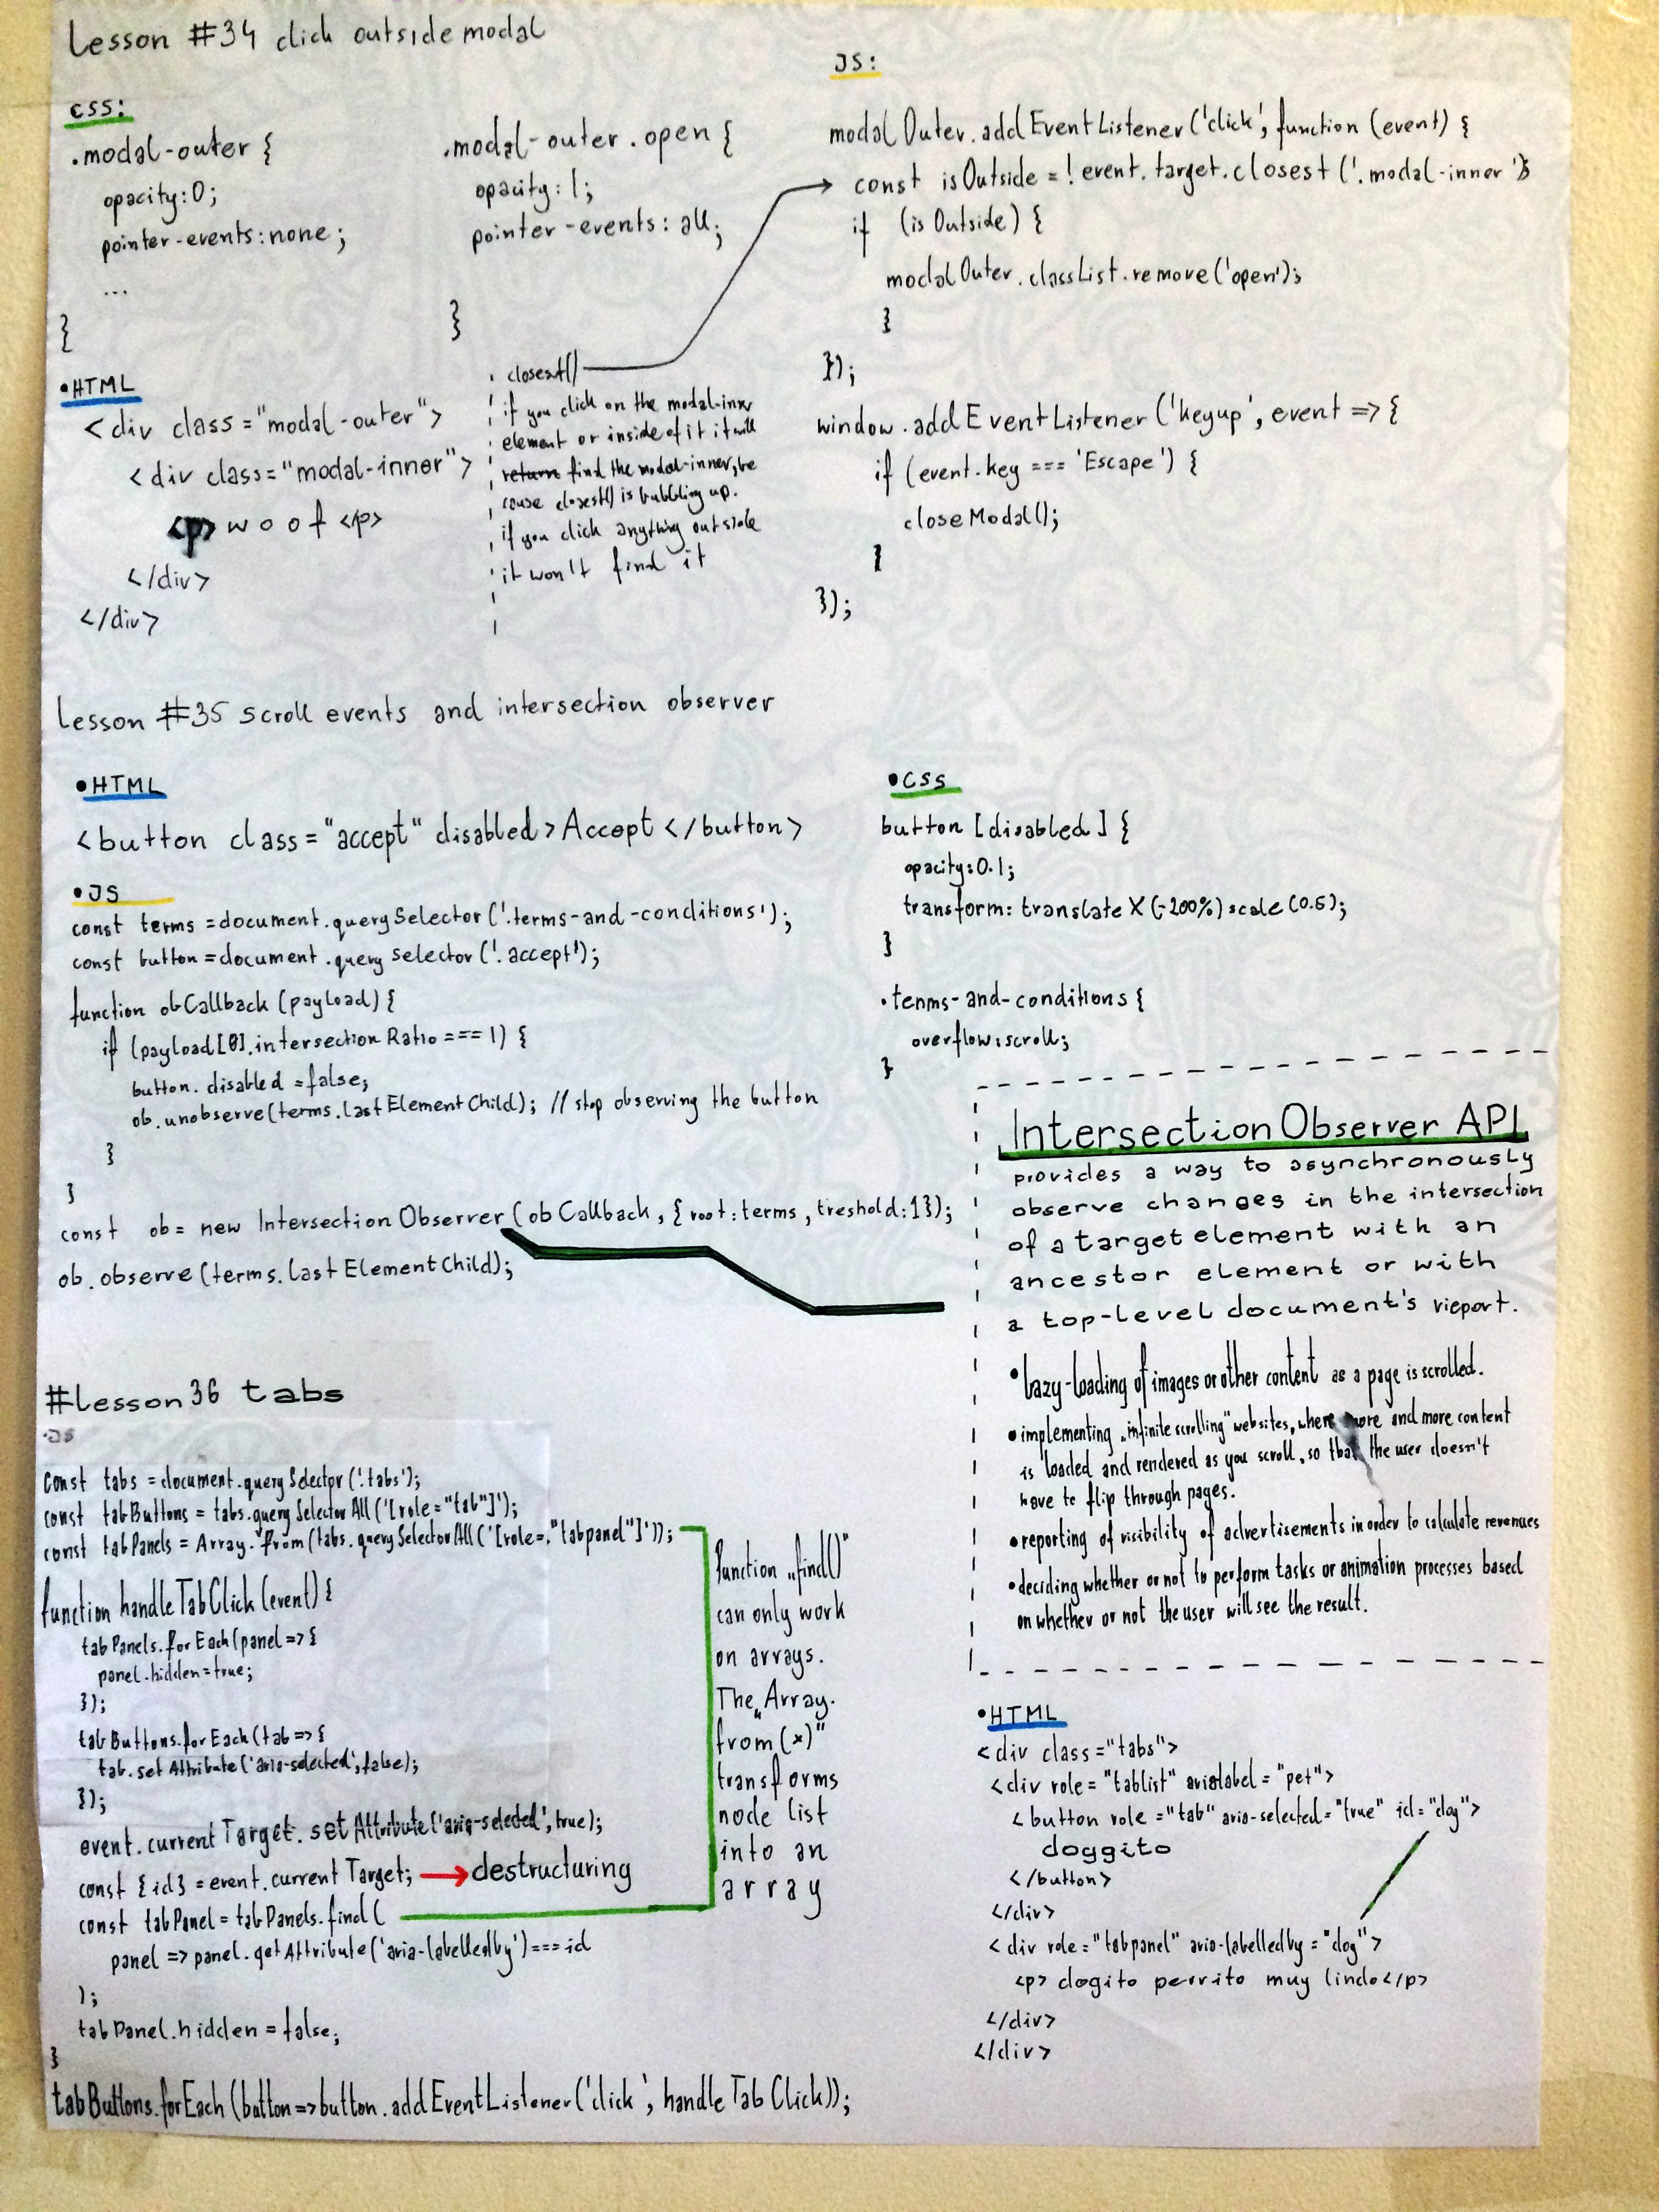 Lesson #34 click outside modal
css:
.modal-outer {
opacity:0;
pointer-events:none;
...
}
.modal-outer.open {
opacity:1;
pointer-events: all;
}
JS:
modalOuter.addEventListener('click', function (event) {
const isOutside = !event.target.closest('.modal-inner');
if (isOutside) {
modalOuter.classList.remove('open');
}
});
window.addEventListener('keyup', event => {
if (event.key === 'Escape') {
closeModal();
}
});
• HTML
<div class="modal-outer">
<div class="modal-inner">
<p> woof </p>
</div>
</div>
closest()
if you click on the modal-inner
element or inside of it it will
return find the modal-inner, be
cause closest() is bubbling up.
if you click anything outside
it won't find it
Lesson #35 scroll events and intersection observer
• HTML
<button class="accept" disabled>Accept</button>
• JS
const terms = document.querySelector('.terms-and-conditions');
const button = document.query selector('.accept');
function obCallback (payload) {
if (payload[0].intersectionRatio === 1) {
button.disabled = false;
ob.unobserve(terms.lastElementChild); // stop observing the button
}
}
const ob = new IntersectionObserver(obCallback, {root:terms, treshold:1});
ob.observe(terms.lastElementChild);
• CSS
button [disabled] {
opacity:0.1;
transform: translateX(-200%) scale(0.5);
}
.terms-and-conditions {
overflow:scroll;
}
Intersection Observer API
provides a way to asynchronously
observe changes in the intersection
of a target element with an
ancestor element or with
a top-level document's vieport.
• lazy-loading of images or other content as a page is scrolled.
• implementing „infinite scrolling" websites, where more and more content
is loaded and rendered as you scroll, so that the user doesn't
have to flip through pages.
• reporting of visibility of advertisements in order to calculate revenues
• deciding whether or not to perform tasks or animation processes based
on whether or not the user will see the result.
#Lesson 36 tabs
• JS
const tabs = document.querySelector('.tabs');
const tabButtons = tabs.querySelectorAll('[role="tab"]');
const tabPanels = Array.from(tabs.querySelectorAll('[role="tabpanel"]'));
function handleTabClick(event) {
tabPanels.forEach(panel => {
panel.hidden = true;
});
tabButtons.forEach(tab => {
tab.setAttribute('aria-selected', false);
});
event.currentTarget.setAttribute('aria-selected', true);
const {id} = event.currentTarget; → destructuring
const tabPanel = tabPanels.find(
panel => panel.getAttribute('aria-labelledby') === id
);
tabPanel.hidden = false;
}
tabButtons.forEach(button => button.addEventListener('click', handleTabClick));
function „find()"
can only work
on arrays.
The „Array.
from(x)"
transforms
node list
into an
array
• HTML
<div class="tabs">
<div role="tablist" arialabel="pet">
<button role="tab" aria-selected="true" id="dog">
doggito
</button>
</div>
<div role="tabpanel" aria-labelledby="dog">
<p> dogito perrito muy lindo</p>
</div>
</div>